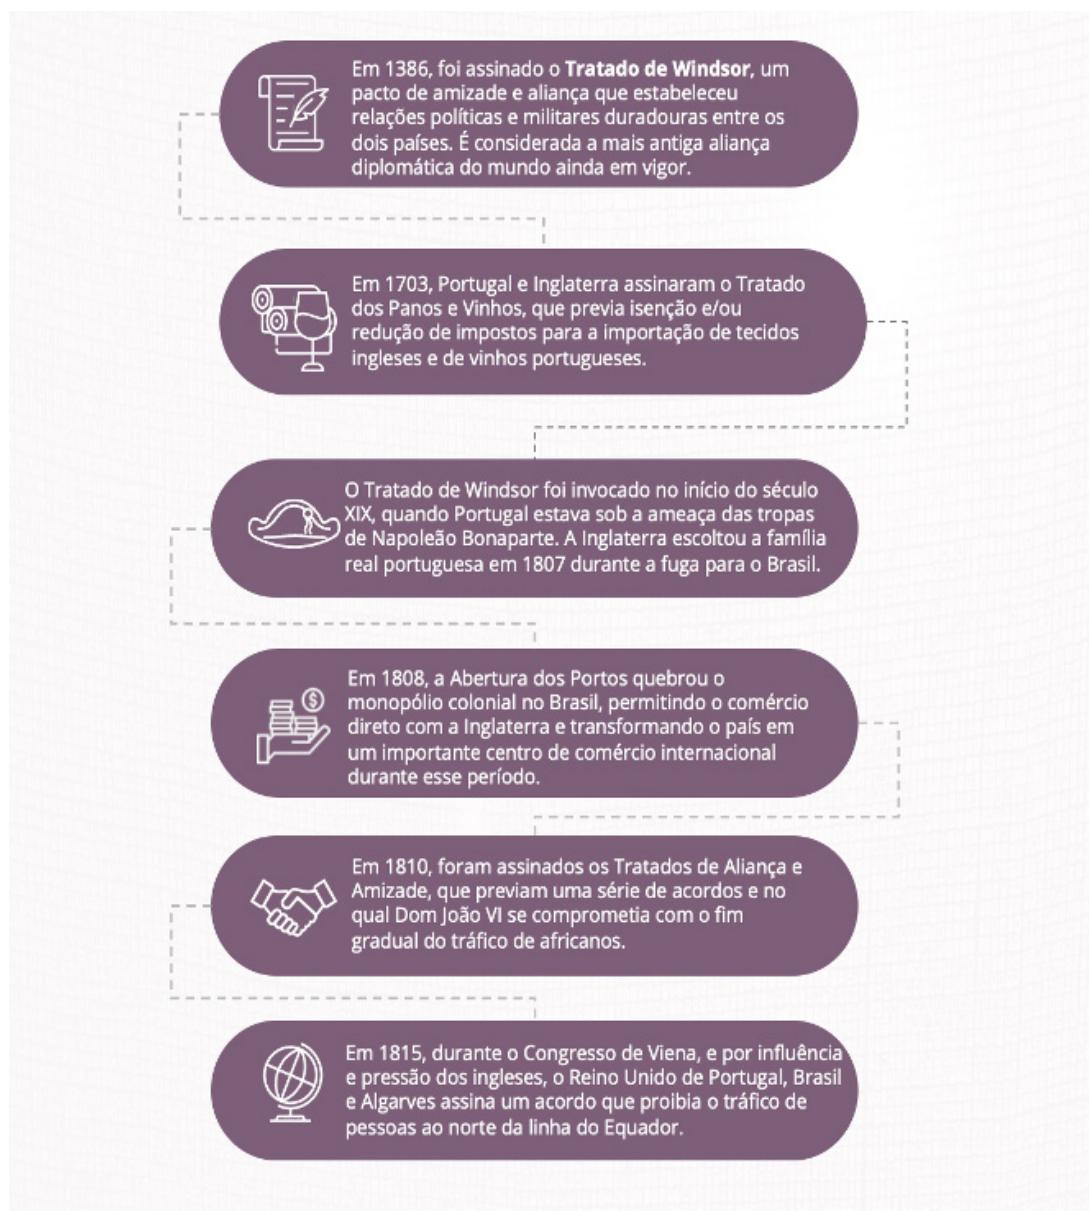 Em 1386, foi assinado o Tratado de Windsor, um
pacto de amizade e aliança que estabeleceu
relações políticas e militares duradouras entre os
dois países. É considerada a mais antiga aliança
diplomática do mundo ainda em vigor.
Em 1703, Portugal e Inglaterra assinaram o Tratado
dos Panos e Vinhos, que previa isenção e/ou
redução de impostos para a importação de tecidos
ingleses e de vinhos portugueses.
O Tratado de Windsor foi invocado no início do século
XIX, quando Portugal estava sob a ameaça das tropas
de Napoleão Bonaparte. A Inglaterra escoltou a família
real portuguesa em 1807 durante a fuga para o Brasil.
$
Em 1808, a Abertura dos Portos quebrou o
monopólio colonial no Brasil, permitindo o comércio
direto com a Inglaterra e transformando o país em
um importante centro de comércio internacional
durante esse período.
Em 1810, foram assinados os Tratados de Aliança e
Amizade, que previam uma série de acordos e no
qual Dom João VI se comprometia com o fim
gradual do tráfico de africanos.
Em 1815, durante o Congresso de Viena, e por influência
e pressão dos ingleses, o Reino Unido de Portugal, Brasil
e Algarves assina um acordo que proibia o tráfico de
pessoas ao norte da linha do Equador.